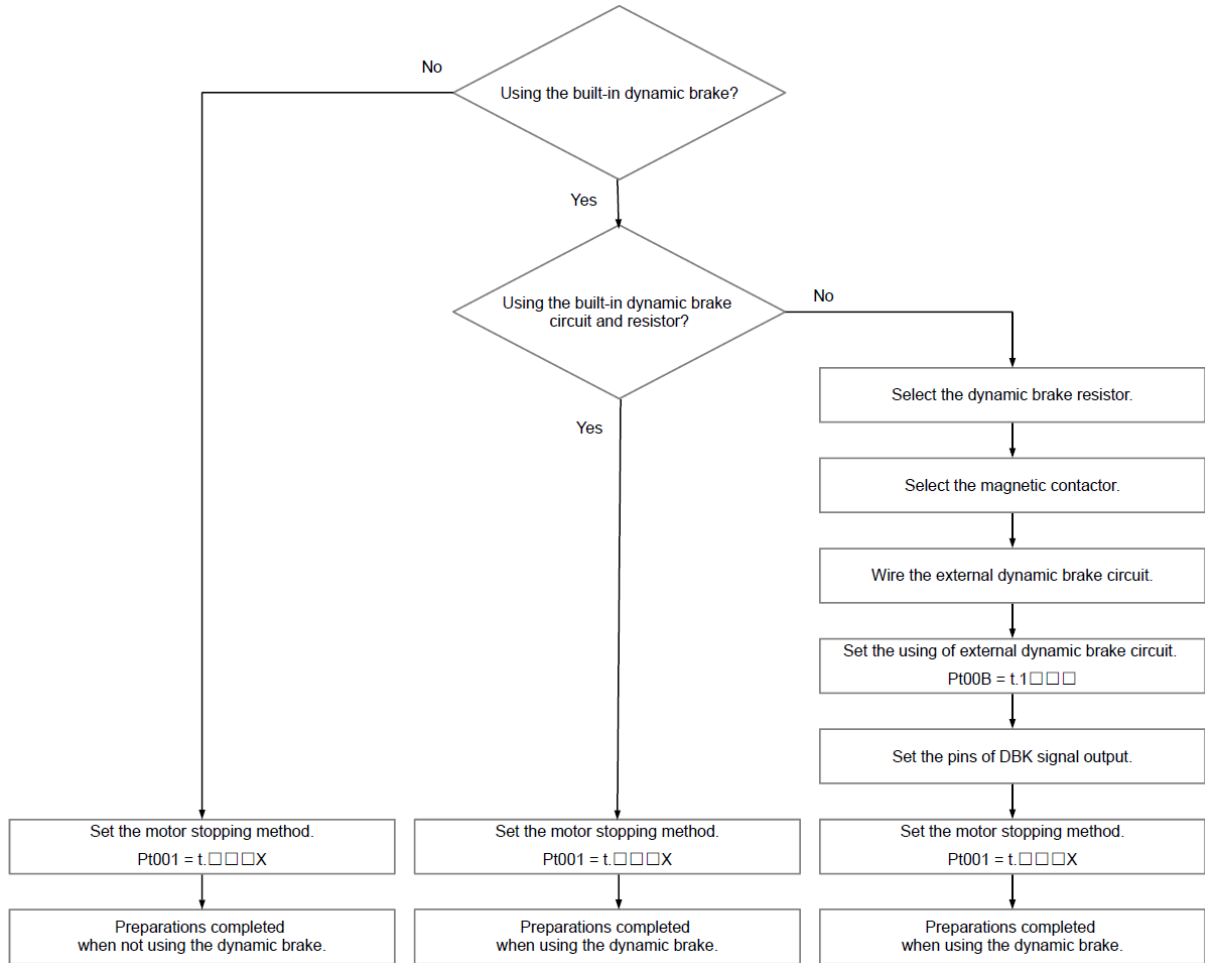 No
Using the built-in dynamic brake?
Yes
Using the built-in dynamic brake
circuit and resistor?
No
Yes
Select the dynamic brake resistor.
Select the magnetic contactor.
Wire the external dynamic brake circuit.
Set the using of external dynamic brake circuit.
Pt00B = t.1□□□
Set the pins of DBK signal output.
Set the motor stopping method.
Pt001 = t.□□□X
Set the motor stopping method.
Pt001 = t.□□□X
Set the motor stopping method.
Pt001 = t.□□□X
Preparations completed
when not using the dynamic brake.
Preparations completed
when using the dynamic brake.
Preparations completed
when using the dynamic brake.